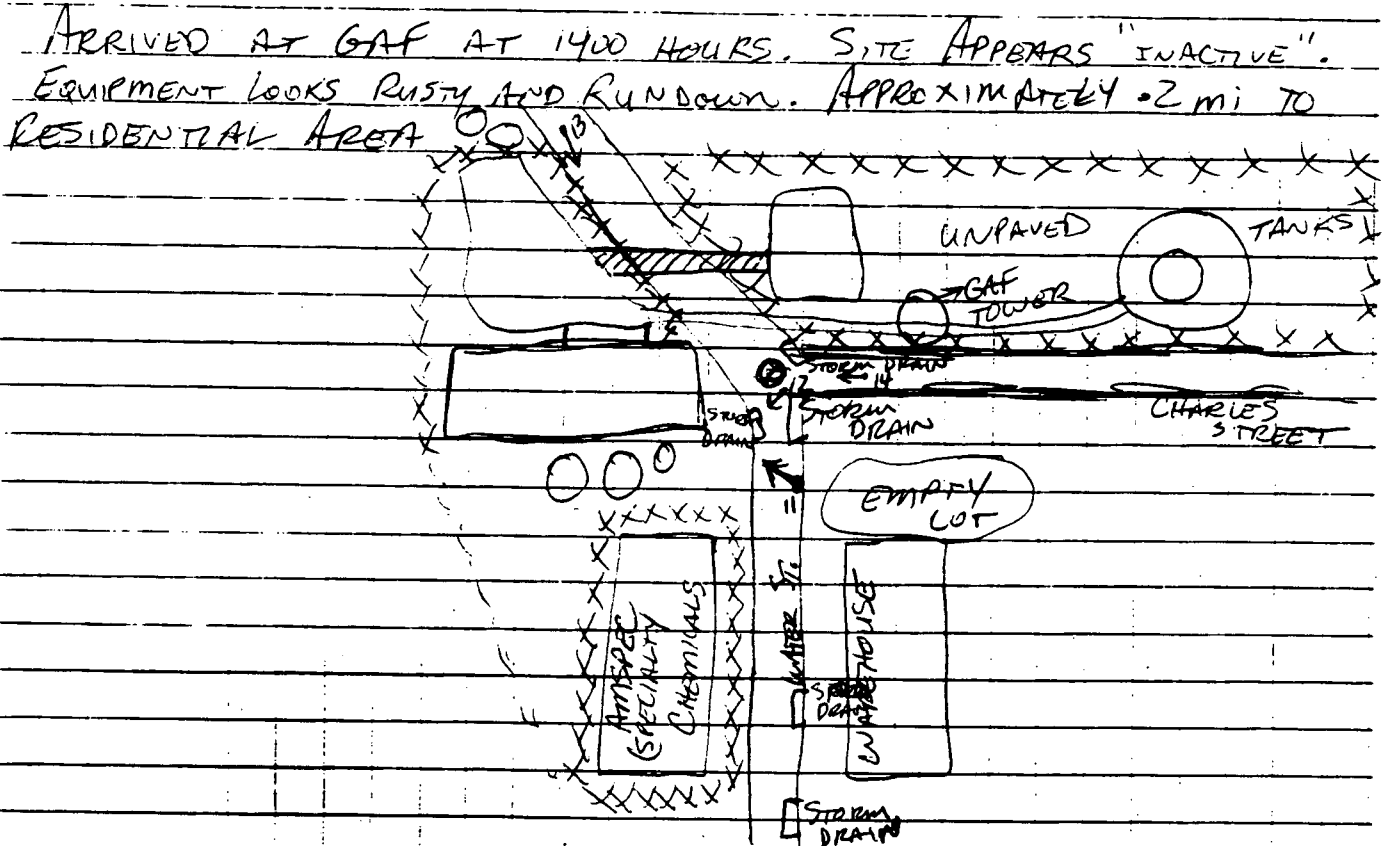 ARRIVED AT GAF AT 1400 HOURS. SITE APPEARS "INACTIVE".
EQUIPMENT LOOKS RUSTY AND RUNDOWN. APPROXIMATELY .2 mi TO
RESIDENTIAL AREA
13
UNPAVED
TANKS
GAF
TOWER
STORM DRAIN
14
12
STORM
DRAIN
STORM
DRAIN
CHARLES
STREET
11
EMPTY
LOT
WATER ST.
AMSPEC
SPECIALTY
CHEMICALS
WAREHOUSE
STORM
DRAIN
STORM
DRAIN